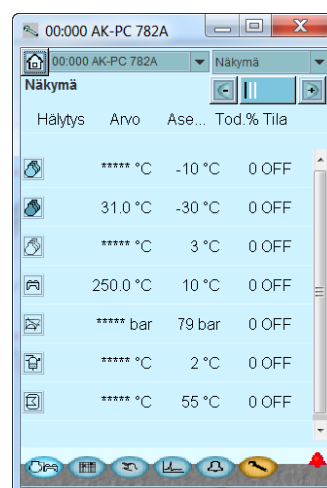 00:000 AK-PC 782A
00:000 AK-PC 782A Näkymä
Näkymä
Hälytys Arvo Ase... Tod.% Tila
***** °C -10 °C 0 OFF
31.0 °C -30 °C 0 OFF
***** °C 3 °C 0 OFF
250.0 °C 10 °C 0 OFF
***** bar 79 bar 0 OFF
***** °C 2 °C 0 OFF
***** °C 55 °C 0 OFF